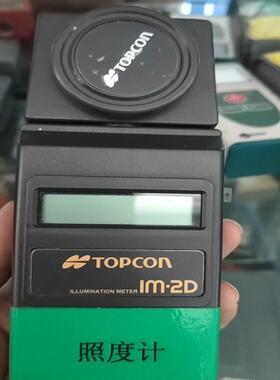 TOPCON
TOPCON
ILLUMINATION METER IM-2D
照度计